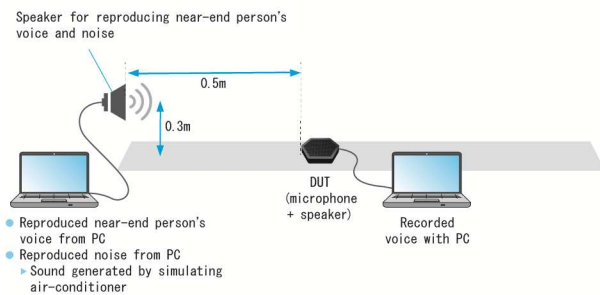 Speaker for reproducing near-end person's
voice and noise
0.5m
0.3m
DUT
(microphone
+ speaker)
Recorded
voice with PC
● Reproduced near-end person's
voice from PC
● Reproduced noise from PC
▶ Sound generated by simulating
air-conditioner